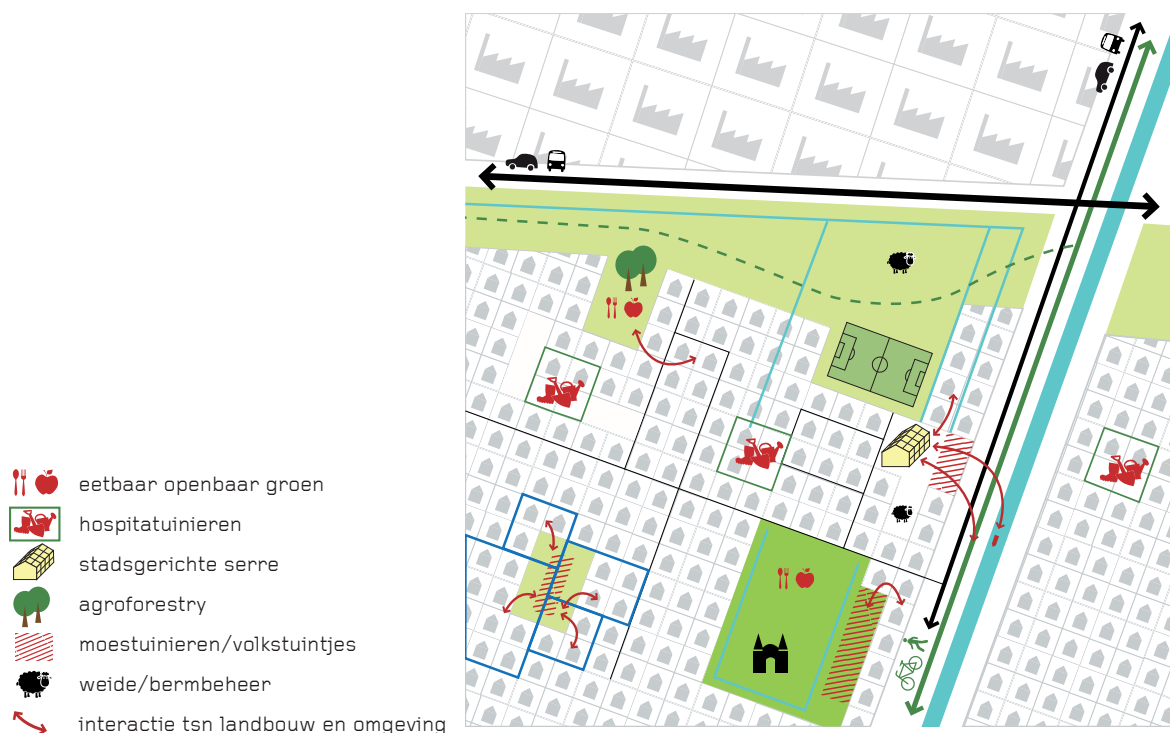 eetbaar openbaar groen
hospitatuinieren
stadsgerichte serre
agroforestry
moestuinieren/volkstuintjes
weide/bermbeheer
interactie tsn landbouw en omgeving